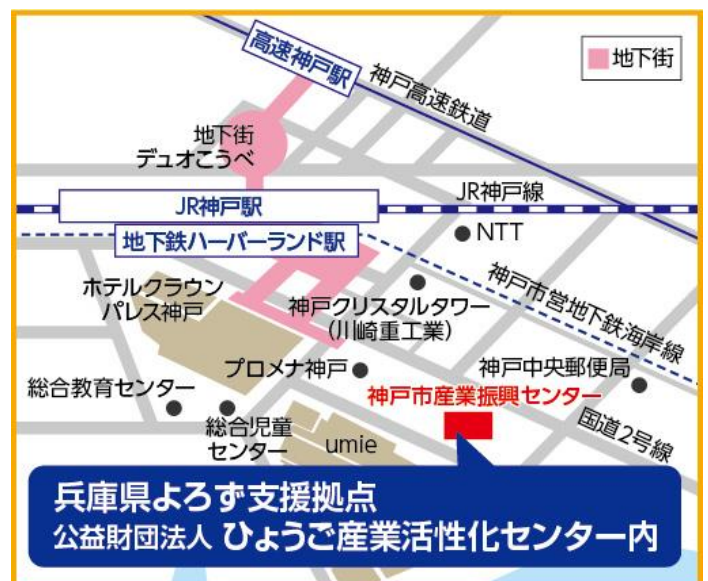 高速神戸駅
地下街
神戸高速鉄道
地下街
デュオこうべ
JR神戸線
JR神戸駅
地下鉄ハーバーランド駅
NTT
神戸市営地下鉄海岸線
ホテルクラウン
パレス神戸
神戸クリスタルタワー
(川崎重工業)
プロメナ神戸
神戸中央郵便局
総合教育センター
神戸市産業振興センター
総合児童
センター
umie
国道2号線
兵庫県よろず支援拠点
公益財団法人 ひょうご産業活性化センター内